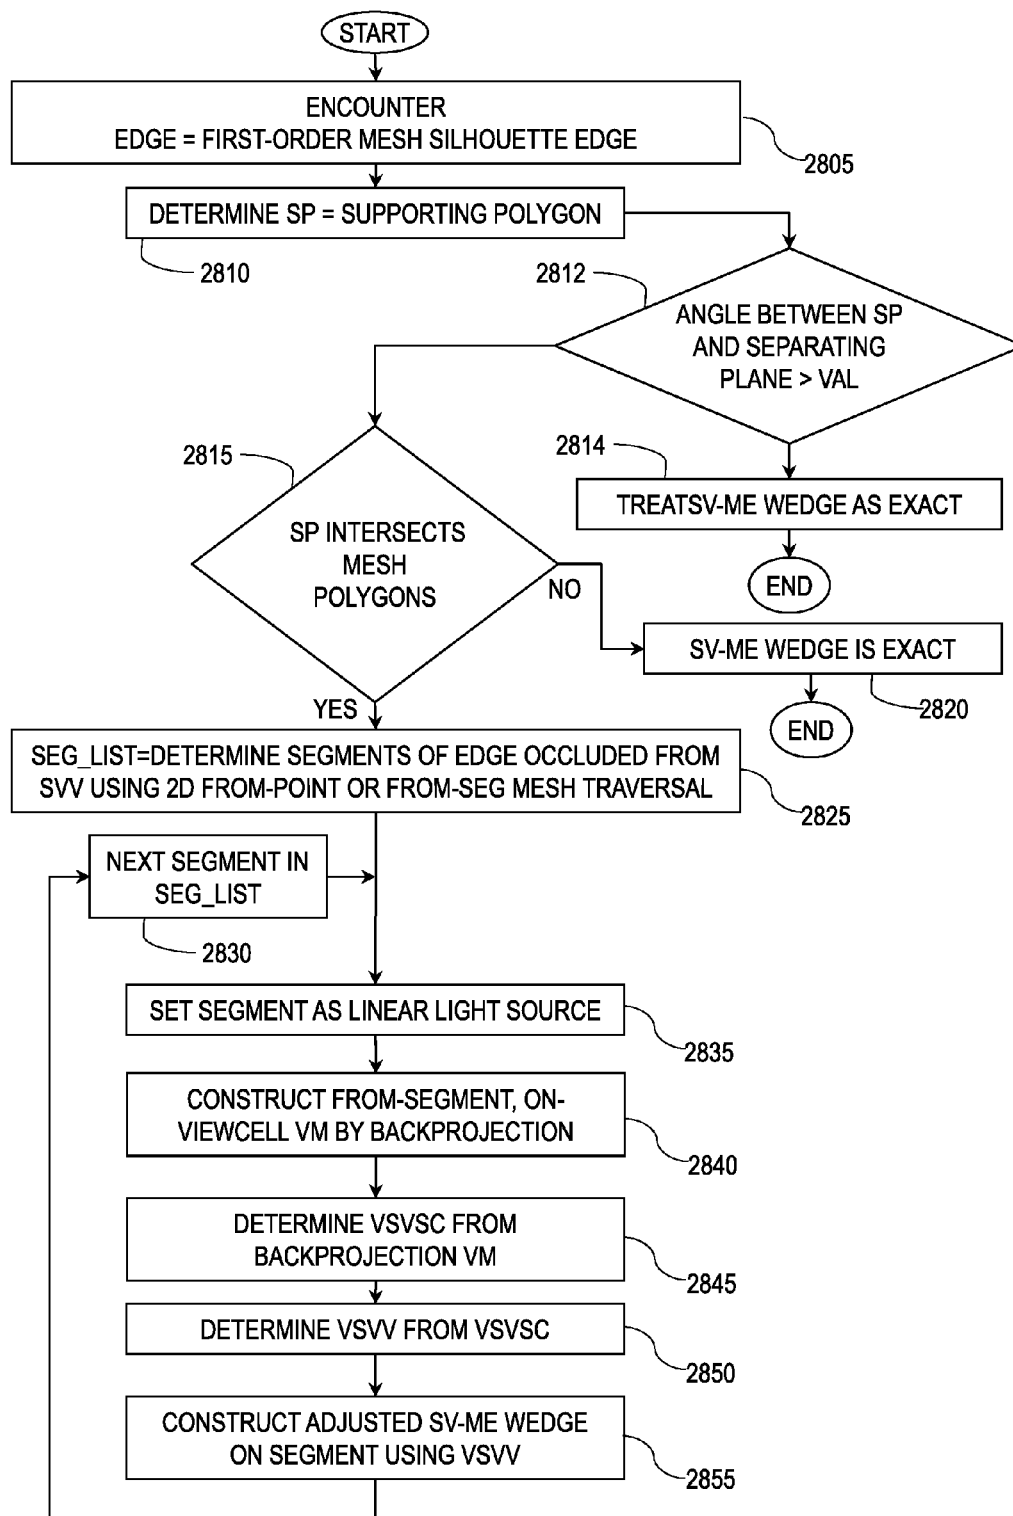 START
ENCOUNTER
EDGE = FIRST-ORDER MESH SILHOUETTE EDGE
2805
DETERMINE SP = SUPPORTING POLYGON
2810
2812
ANGLE BETWEEN SP
AND SEPARATING
PLANE > VAL
2814
TREATSV-ME WEDGE AS EXACT
END
2815
SP INTERSECTS
MESH
POLYGONS
NO
SV-ME WEDGE IS EXACT
2820
END
YES
SEG_LIST=DETERMINE SEGMENTS OF EDGE OCCLUDED FROM
SVV USING 2D FROM-POINT OR FROM-SEG MESH TRAVERSAL
2825
NEXT SEGMENT IN
SEG_LIST
2830
SET SEGMENT AS LINEAR LIGHT SOURCE
2835
CONSTRUCT FROM-SEGMENT, ON-
VIEWCELL VM BY BACKPROJECTION
2840
DETERMINE VSVSC FROM
BACKPROJECTION VM
2845
DETERMINE VSVV FROM VSVSC
2850
CONSTRUCT ADJUSTED SV-ME WEDGE
ON SEGMENT USING VSVV
2855